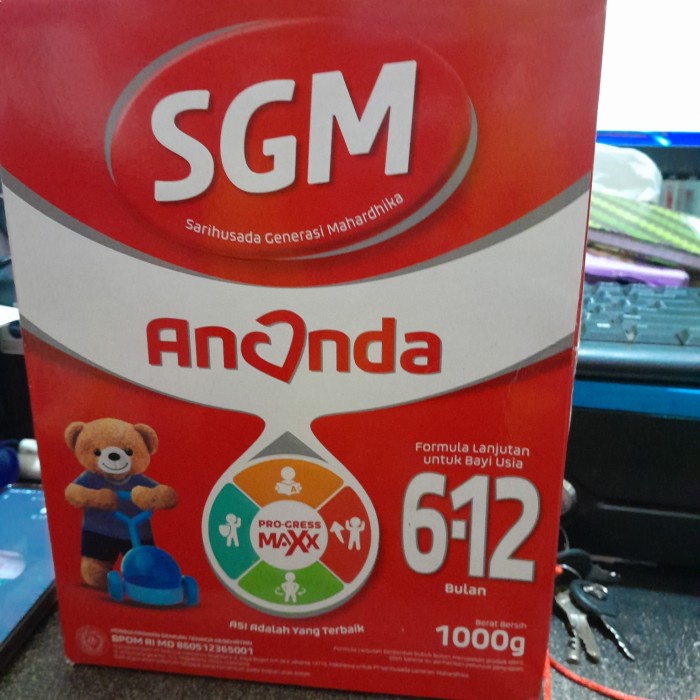 SGM
Sarihusada Generasi Mahardhika
Ananda
Formula Lanjutan
untuk Bayi Usia
6-12
Bulan
A+
PRO-GRESS
MAXX
ASI Adalah Yang Terbaik
BPOM RI MD 860512365001
Berat Bersih
1000g